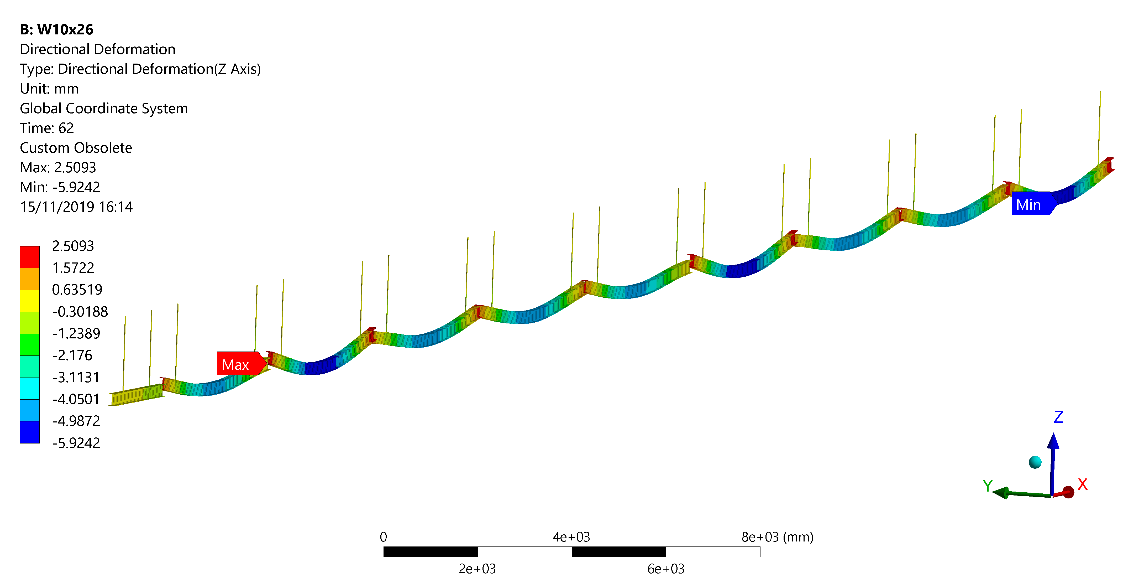 B: W10x26
Directional Deformation
Type: Directional Deformation(Z Axis)
Unit: mm
Global Coordinate System
Time: 62
Custom Obsolete
Max: 2.5093
Min: -5.9242
15/11/2019 16:14
2.5093
1.5722
0.63519
-0.30188
-1.2389
-2.176
-3.1131
-4.0501
-4.9872
-5.9242
Min
Max
Z
Y
X
0
4e+03
8e+03 (mm)
2e+03
6e+03